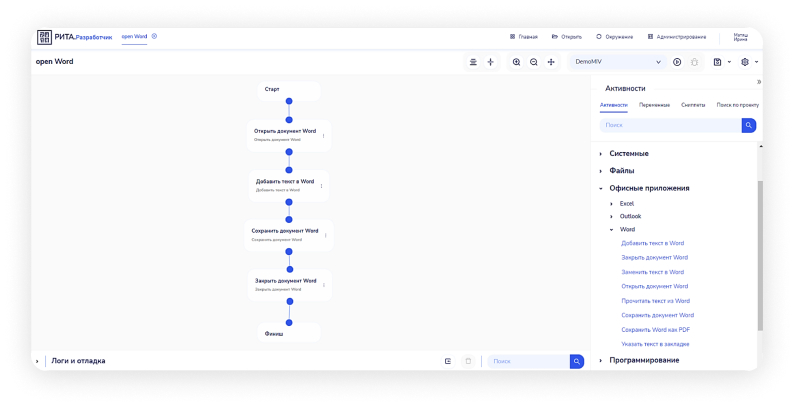 РИТА.Разработчик
open Word
Главная
Открыть
Окружение
Администрирование
Матяш
Ирина
open Word
DemoMIV
Активности
Активности
Переменные
Сниппеты
Поиск по проекту
Поиск
Системные
Файлы
Офисные приложения
Excel
Outlook
Word
Добавить текст в Word
Закрыть документ Word
Заменить текст в Word
Открыть документ Word
Прочитать текст из Word
Сохранить документ Word
Сохранить Word как PDF
Указать текст в закладке
Программирование
Старт
Открыть документ Word
Открыть документ Word
Добавить текст в Word
Добавить текст в Word
Сохранить документ Word
Сохранить документ Word
Закрыть документ Word
Закрыть документ Word
Финиш
Логи и отладка
Поиск